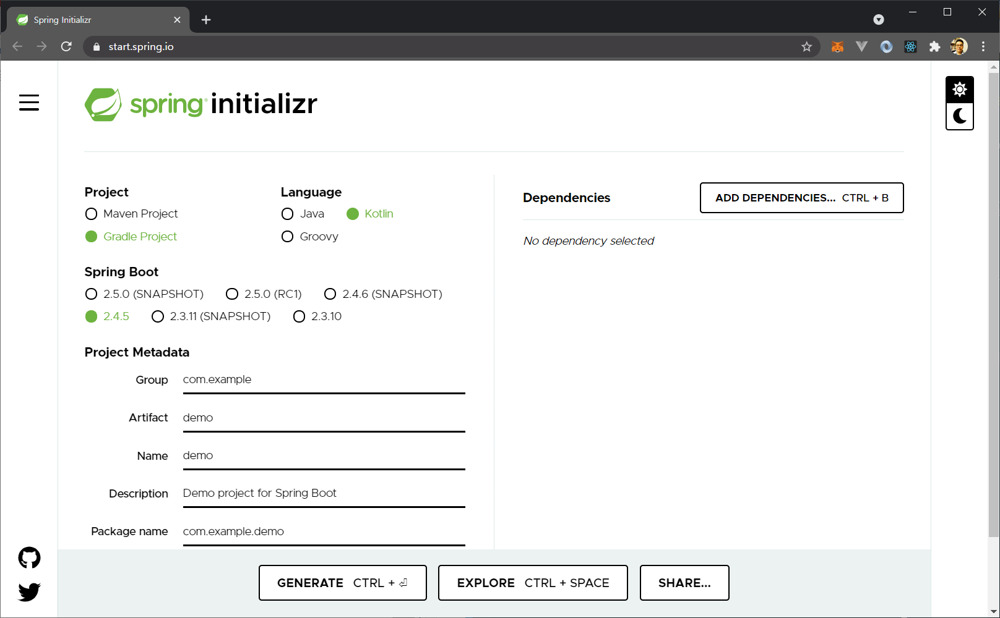 Spring Initializr
start.spring.io
spring® initializr
Project
Maven Project
Gradle Project
Language
Java Kotlin
Groovy
Spring Boot
2.5.0 (SNAPSHOT) 2.5.0 (RC1) 2.4.6 (SNAPSHOT)
2.4.5 2.3.11 (SNAPSHOT) 2.3.10
Project Metadata
Group com.example
Artifact demo
Name demo
Description Demo project for Spring Boot
Package name com.example.demo
Dependencies ADD DEPENDENCIES... CTRL + B
No dependency selected
GENERATE CTRL + ⏎ EXPLORE CTRL + SPACE SHARE...